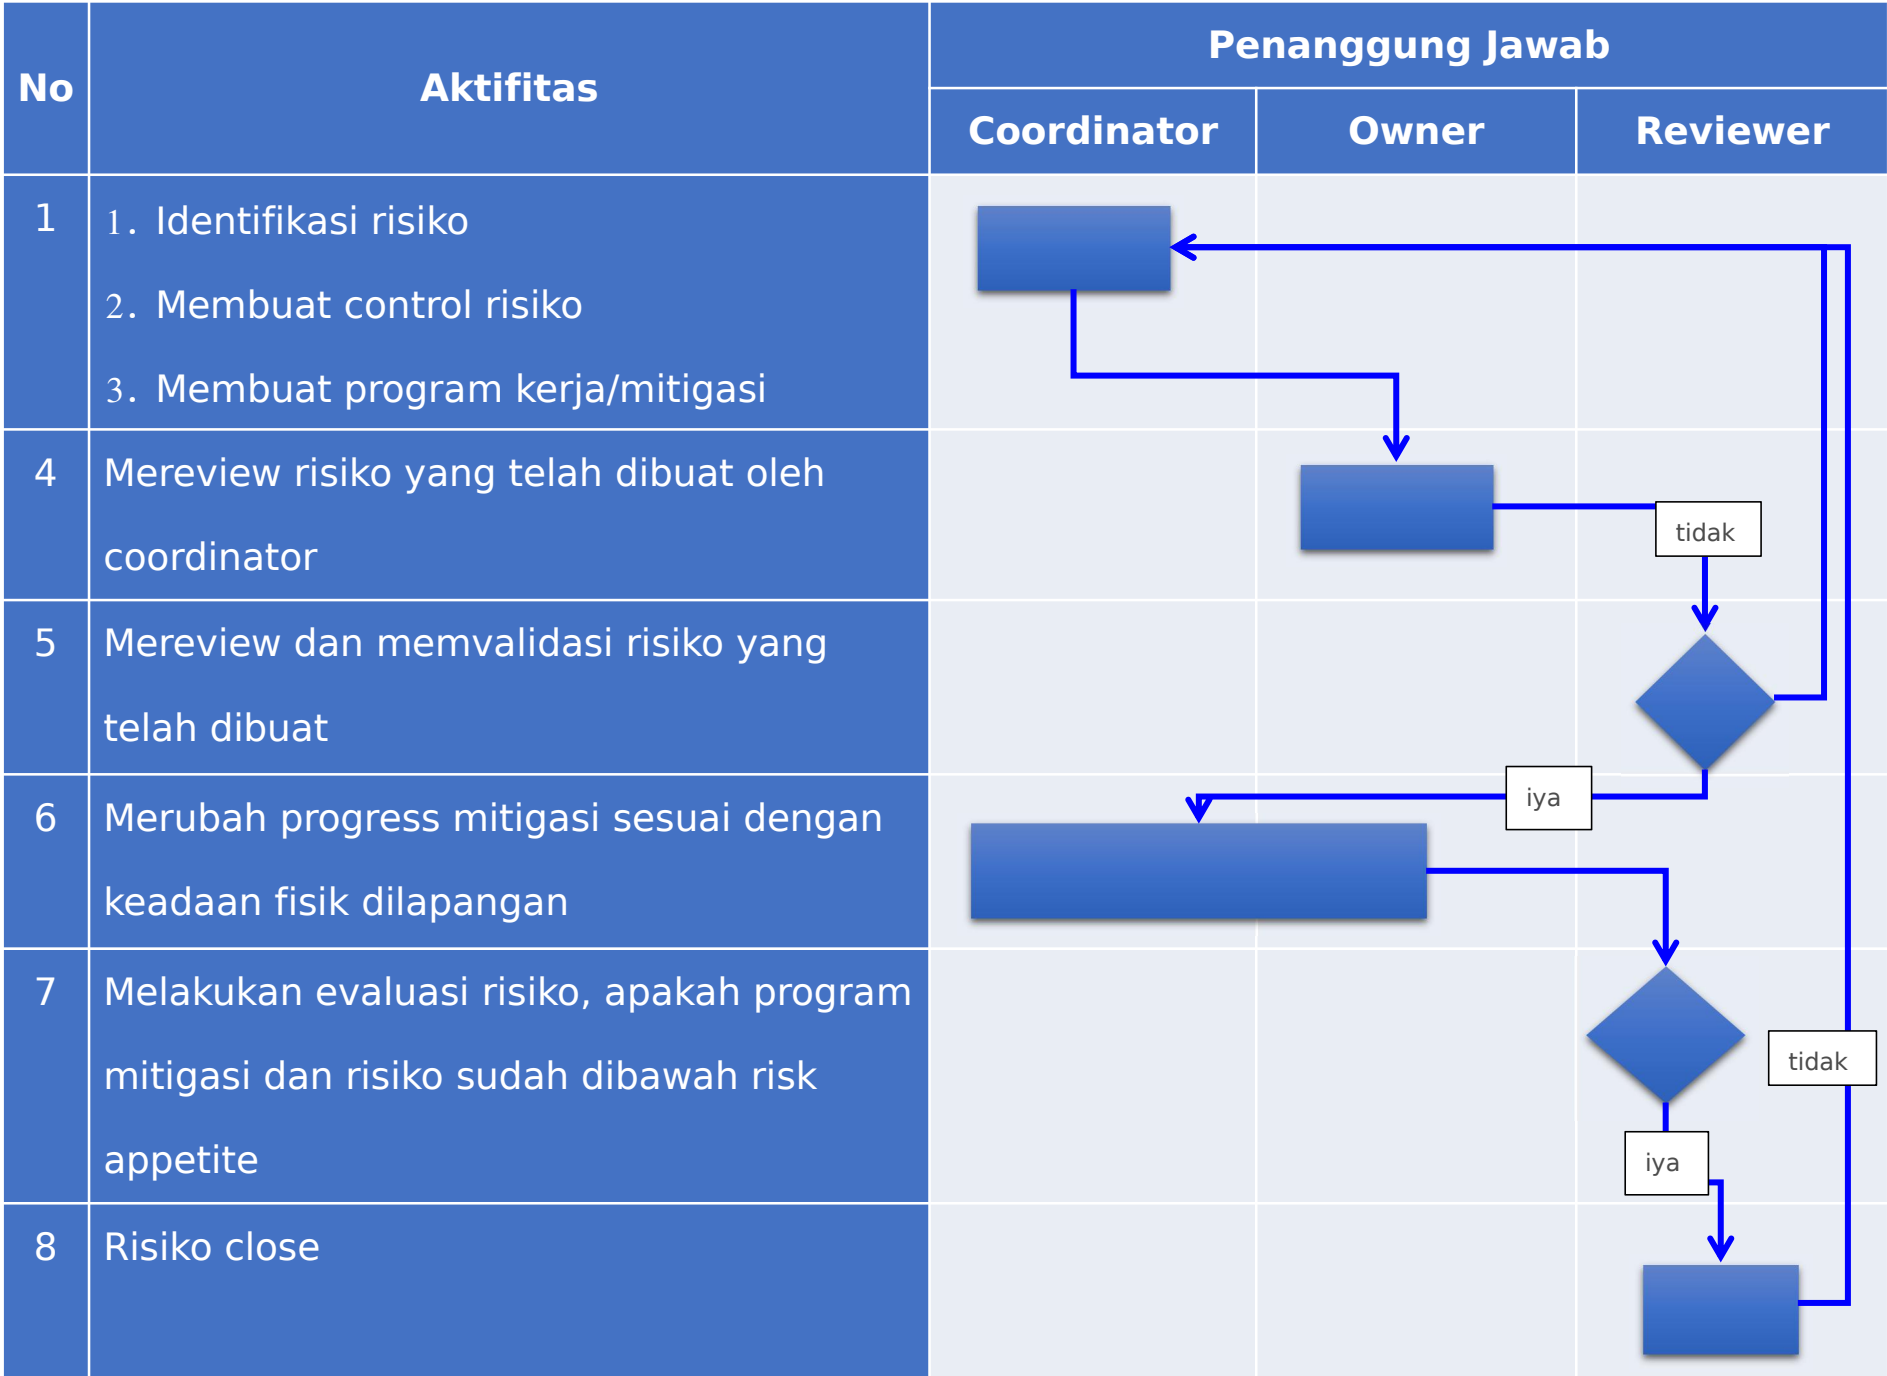 No
Aktifitas
Penanggung Jawab
Coordinator
Owner
Reviewer
1
1. Identifikasi risiko
2. Membuat control risiko
3. Membuat program kerja/mitigasi
4
Mereview risiko yang telah dibuat oleh
coordinator
tidak
5
Mereview dan memvalidasi risiko yang
telah dibuat
iya
6
Merubah progress mitigasi sesuai dengan
keadaan fisik dilapangan
7
Melakukan evaluasi risiko, apakah program
mitigasi dan risiko sudah dibawah risk
appetite
tidak
iya
8
Risiko close